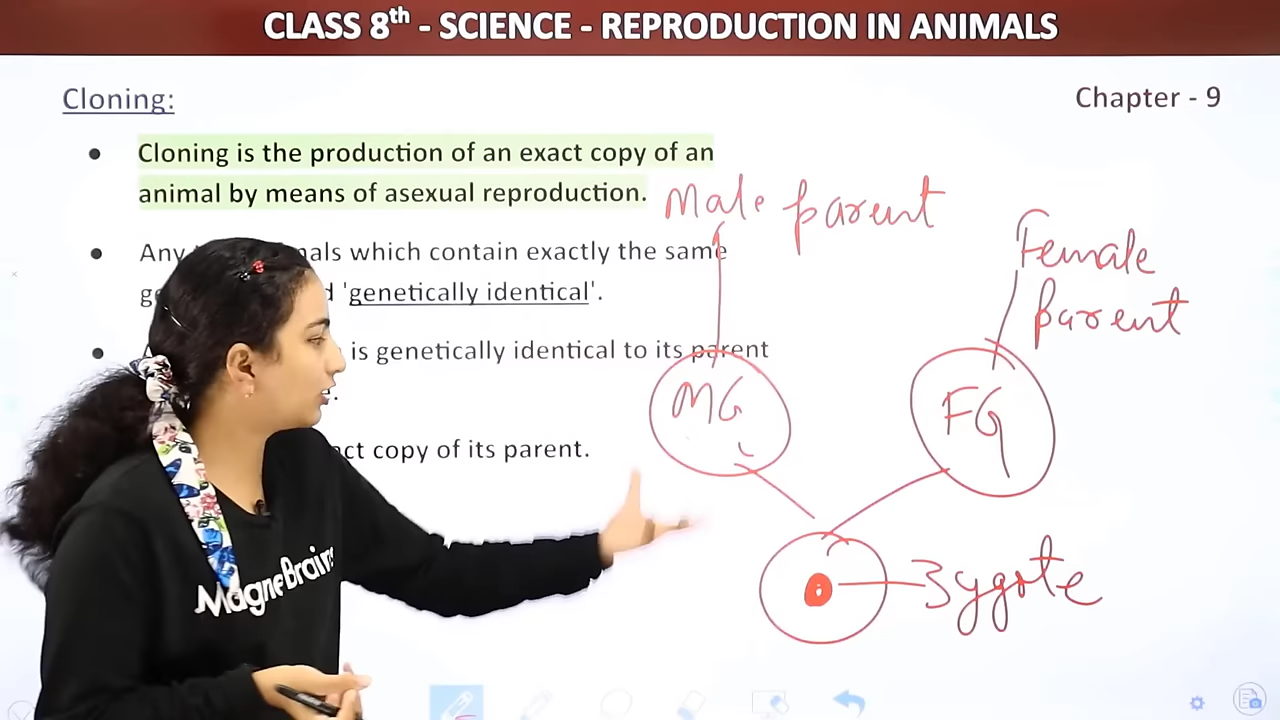 CLASS 8th - SCIENCE - REPRODUCTION IN ANIMALS
Cloning:
Chapter - 9
Cloning is the production of an exact copy of an
animal by means of asexual reproduction.
Male parent
Any als which contain exactly the same
ge d 'genetically identical'.
Female
parent
is genetically identical to its parent
MG
FG
ct copy of its parent.
Zygote
MagneBrains